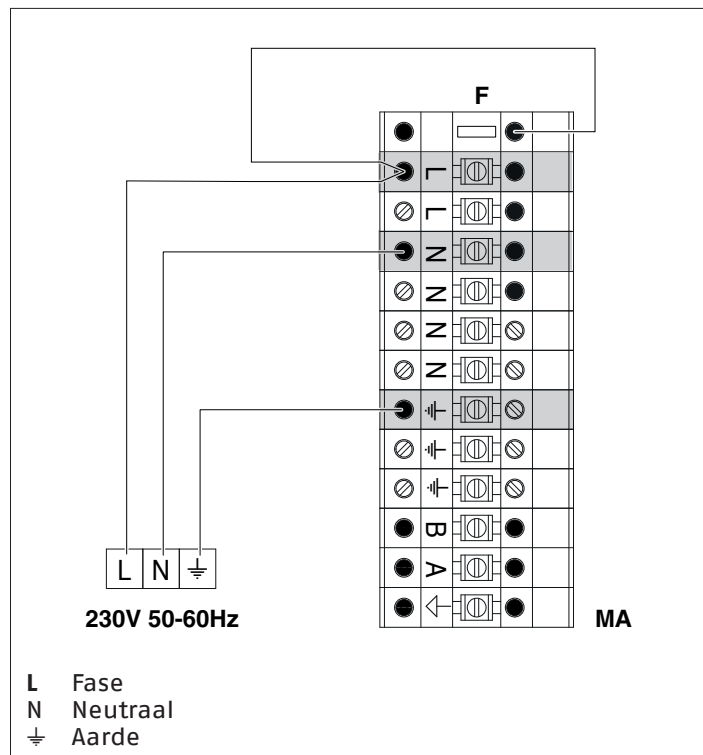 F
L
L
N
N
N
N
⏚
⏚
⏚
B
A
L N ⏚
230V 50-60Hz
MA
L Fase
N Neutraal
⏚ Aarde